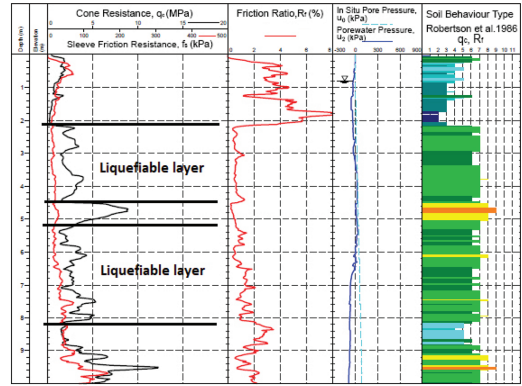 Cone Resistance, qc (MPa)
0 5 10 15 20
Sleeve Friction Resistance, fs (kPa)
0 100 200 300 400 500
Friction Ratio, Rf (%)
0 2 4 6 8
In Situ Pore Pressure,
u0 (kPa)
Porewater Pressure,
u2 (kPa)
-300 0 300 600 900
Soil Behaviour Type
Robertson et al.1986
qc, Rf
1 2 3 4 5 6 7 8 9 10 11
Depth (m)
Elevation
1
2
3
4
5
6
7
8
9
Liquefiable layer
Liquefiable layer